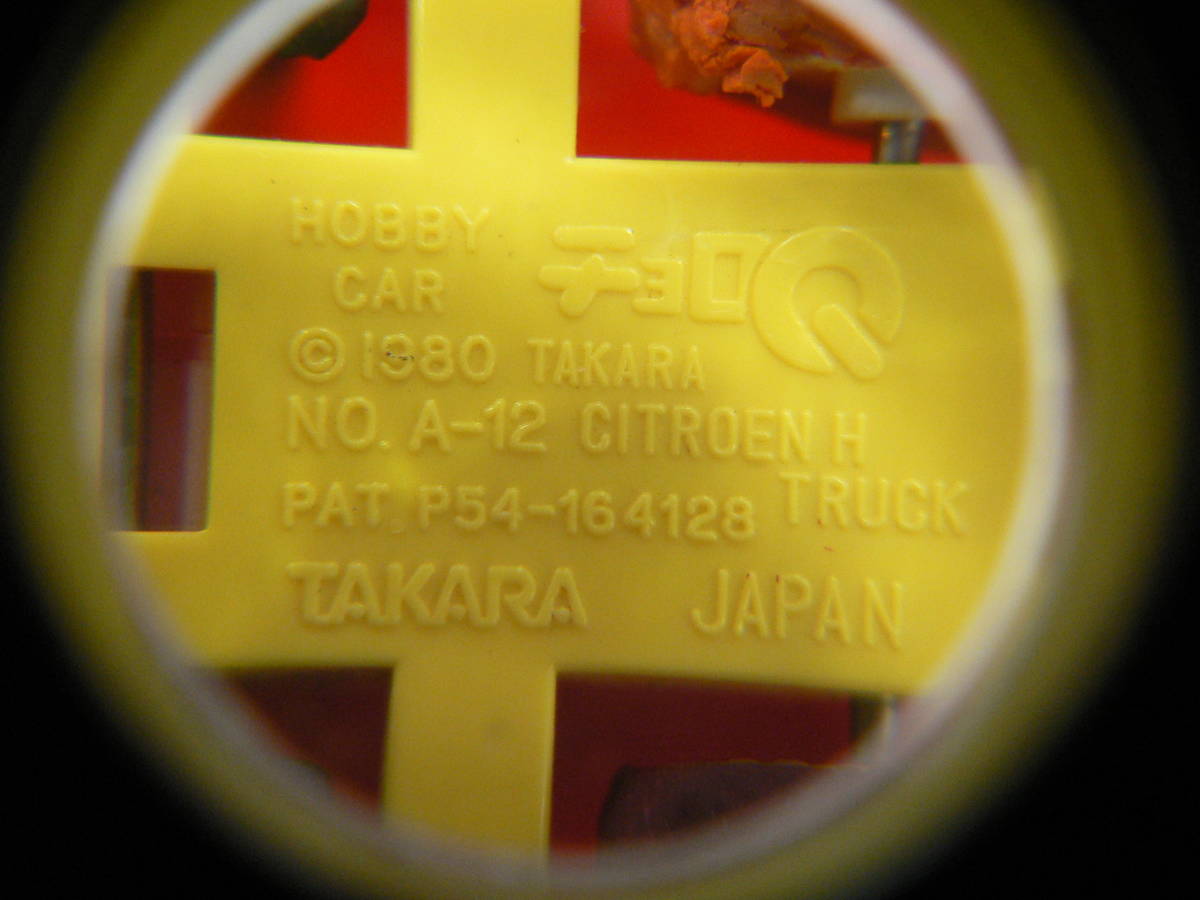 HOBBY
CAR
チョロQ
© 1980 TAKARA
NO. A-12 CITROEN H
TRUCK
PAT. P54-164128
TAKARA JAPAN